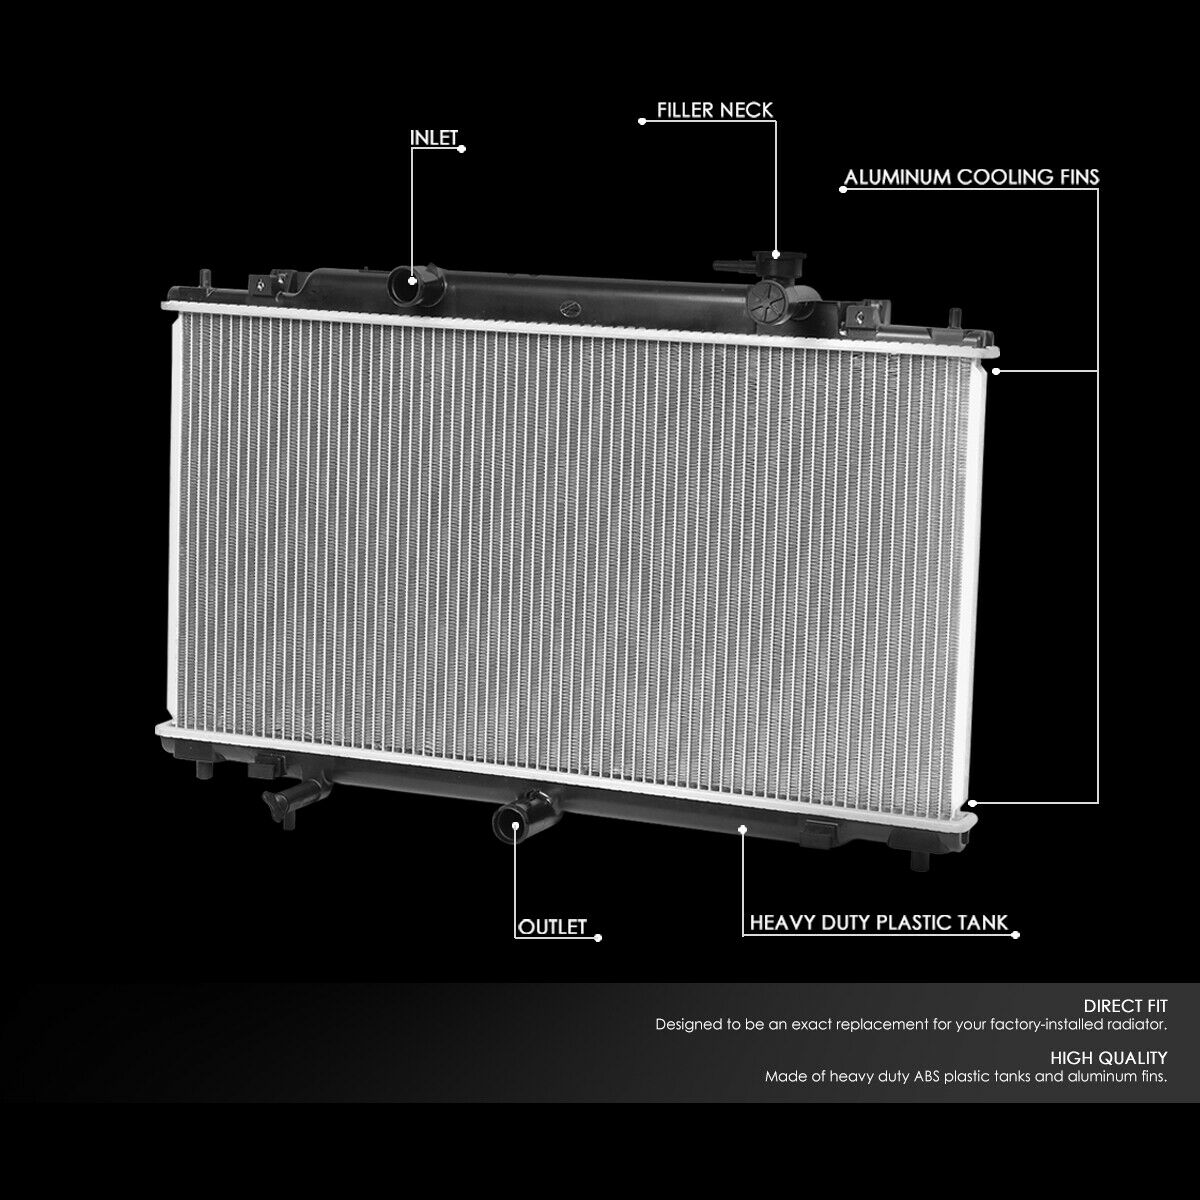 FILLER NECK
INLET
ALUMINUM COOLING FINS
OUTLET
HEAVY DUTY PLASTIC TANK
DIRECT FIT
Designed to be an exact replacement for your factory-installed radiator.
HIGH QUALITY
Made of heavy duty ABS plastic tanks and aluminum fins.